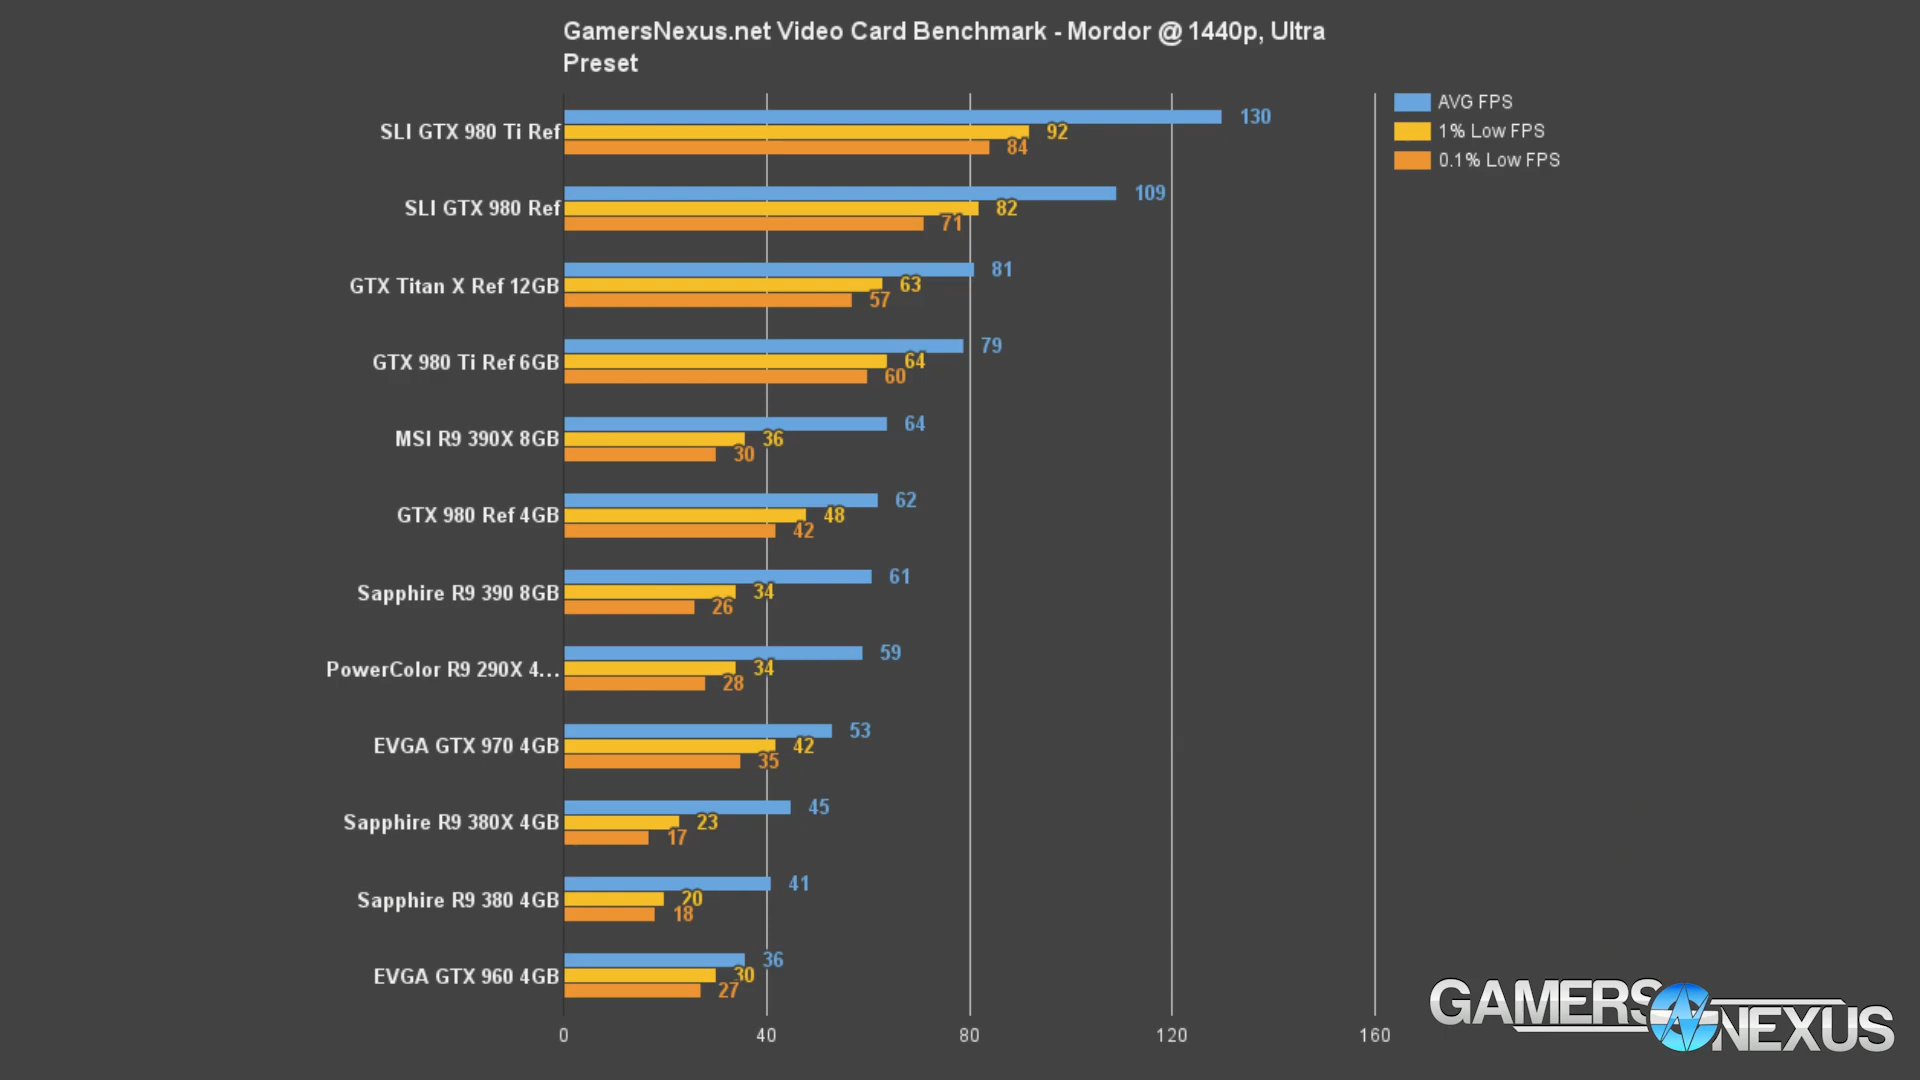 GamersNexus.net Video Card Benchmark - Mordor @ 1440p, Ultra
Preset
AVG FPS
1% Low FPS
0.1% Low FPS
SLI GTX 980 Ti Ref
130
92
84
SLI GTX 980 Ref
109
82
71
GTX Titan X Ref 12GB
81
63
57
GTX 980 Ti Ref 6GB
79
64
60
MSI R9 390X 8GB
64
36
30
GTX 980 Ref 4GB
62
48
42
Sapphire R9 390 8GB
61
34
26
PowerColor R9 290X 4...
59
34
28
EVGA GTX 970 4GB
53
42
35
Sapphire R9 380X 4GB
45
23
17
Sapphire R9 380 4GB
41
20
18
EVGA GTX 960 4GB
36
30
27
0 40 80 120 160
GAMERS
NEXUS